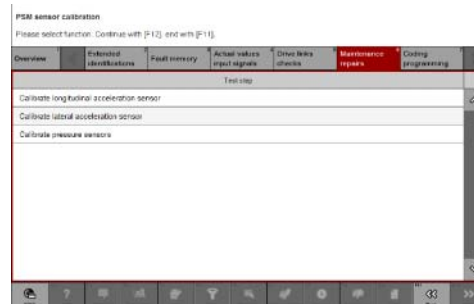 PSM sensor calibration
Please select function. Continue with [F12], end with [F11].
Overview
Extended identifications
Fault memory
Actual values input signals
Drive links checks
Maintenance repairs
Coding programming
Test step
Calibrate longitudinal acceleration sensor
Calibrate lateral acceleration sensor
Calibrate pressure sensors